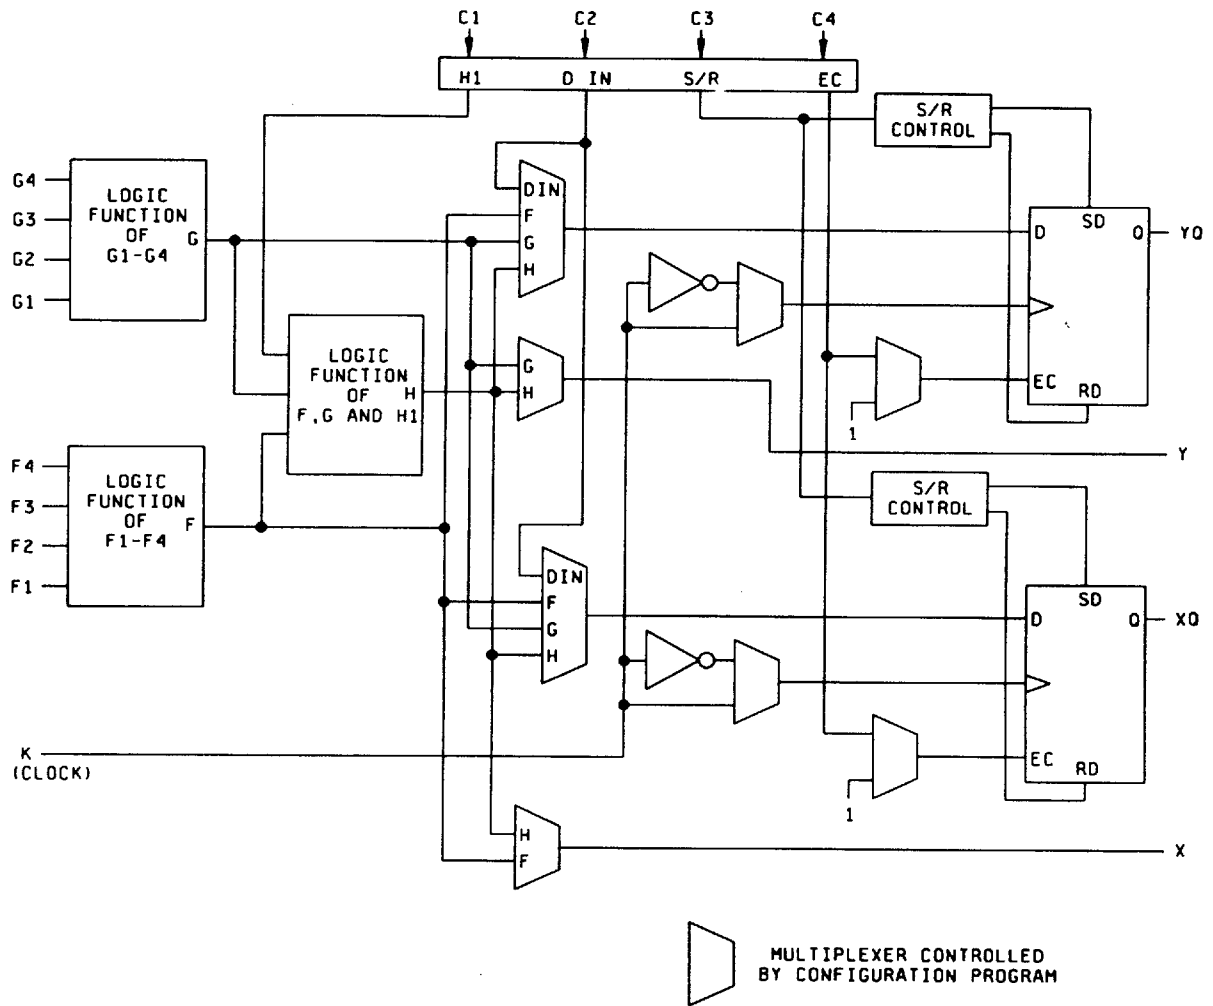 C1 C2 C3 C4
H1 D IN S/R EC
S/R
CONTROL
G4
G3
G2
G1
LOGIC
FUNCTION
OF
G1-G4
G
DIN
F
G
H
D
SD
Q
YQ
EC
RD
1
LOGIC
FUNCTION
OF
F,G AND H1
H
G
H
Y
F4
F3
F2
F1
LOGIC
FUNCTION
OF
F1-F4
F
S/R
CONTROL
DIN
F
G
H
D
SD
Q
XQ
EC
RD
1
K
(CLOCK)
H
F
X
MULTIPLEXER CONTROLLED
BY CONFIGURATION PROGRAM